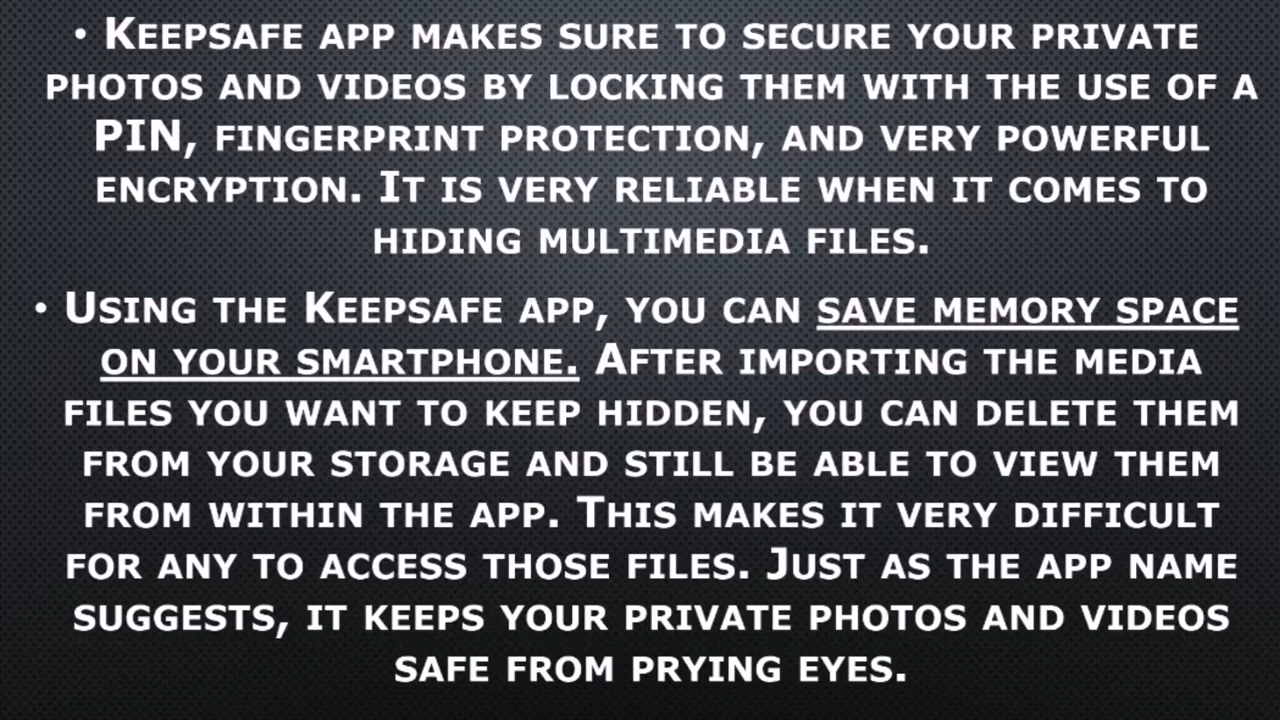 • Keepsafe app makes sure to secure your private
photos and videos by locking them with the use of a
PIN, fingerprint protection, and very powerful
encryption. It is very reliable when it comes to
hiding multimedia files.
• Using the Keepsafe app, you can save memory space
on your smartphone. After importing the media
files you want to keep hidden, you can delete them
from your storage and still be able to view them
from within the app. This makes it very difficult
for any to access those files. Just as the app name
suggests, it keeps your private photos and videos
safe from prying eyes.